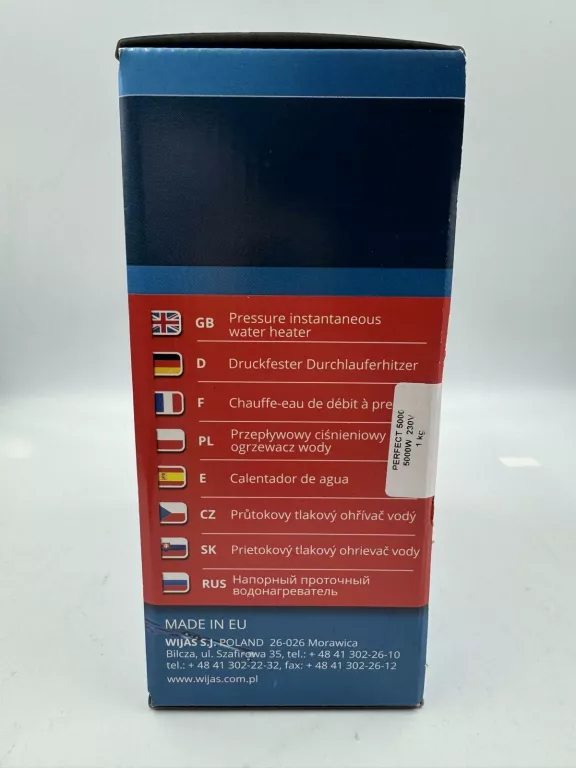 GB Pressure instantaneous
water heater
D Druckfester Durchlauferhitzer
F Chauffe-eau de débit à pre
PL Przepływowy ciśnieniowy
ogrzewacz wody
E Calentador de agua
CZ Průtokovy tlakový ohřívač vodý
SK Prietokový tlakový ohrievač vody
RUS Напорный проточный
водонагреватель
PERFECT 5000
5000W 230V
1 kg
MADE IN EU
WIJAS S.J. POLAND 26-026 Morawica
Bilcza, ul. Szafirowa 35, tel.: + 48 41 302-26-10
tel.: + 48 41 302-22-32, fax: + 48 41 302-26-12
www.wijas.com.pl